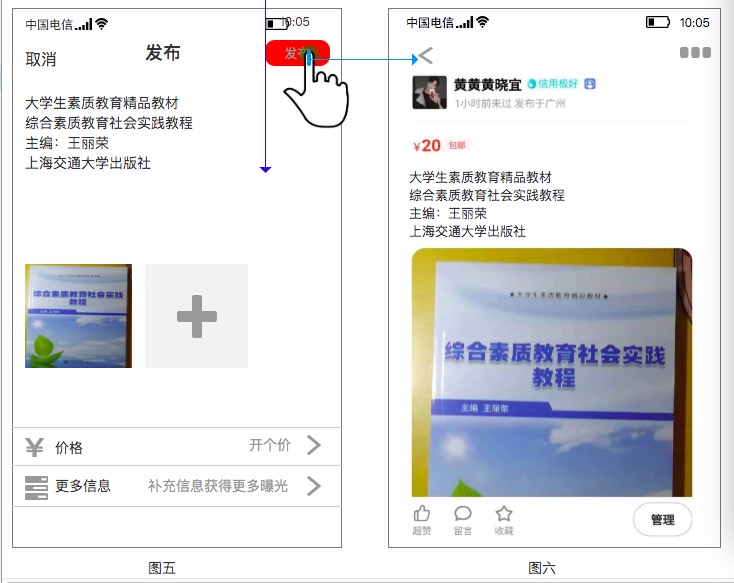 中国电信
10:05
取消
发布
发布
大学生素质教育精品教材
综合素质教育社会实践教程
主编：王丽荣
上海交通大学出版社
综合素质教育社会实践
教程
¥ 价格
开个价
更多信息
补充信息获得更多曝光
图五
中国电信
10:05
黄黄黄晓宜
信用极好
1小时前来过 发布于广州
¥20
包邮
大学生素质教育精品教材
综合素质教育社会实践教程
主编：王丽荣
上海交通大学出版社
★大学生素质教育精品教材★
综合素质教育社会实践
教程
主编 王丽荣
超赞
留言
收藏
管理
图六